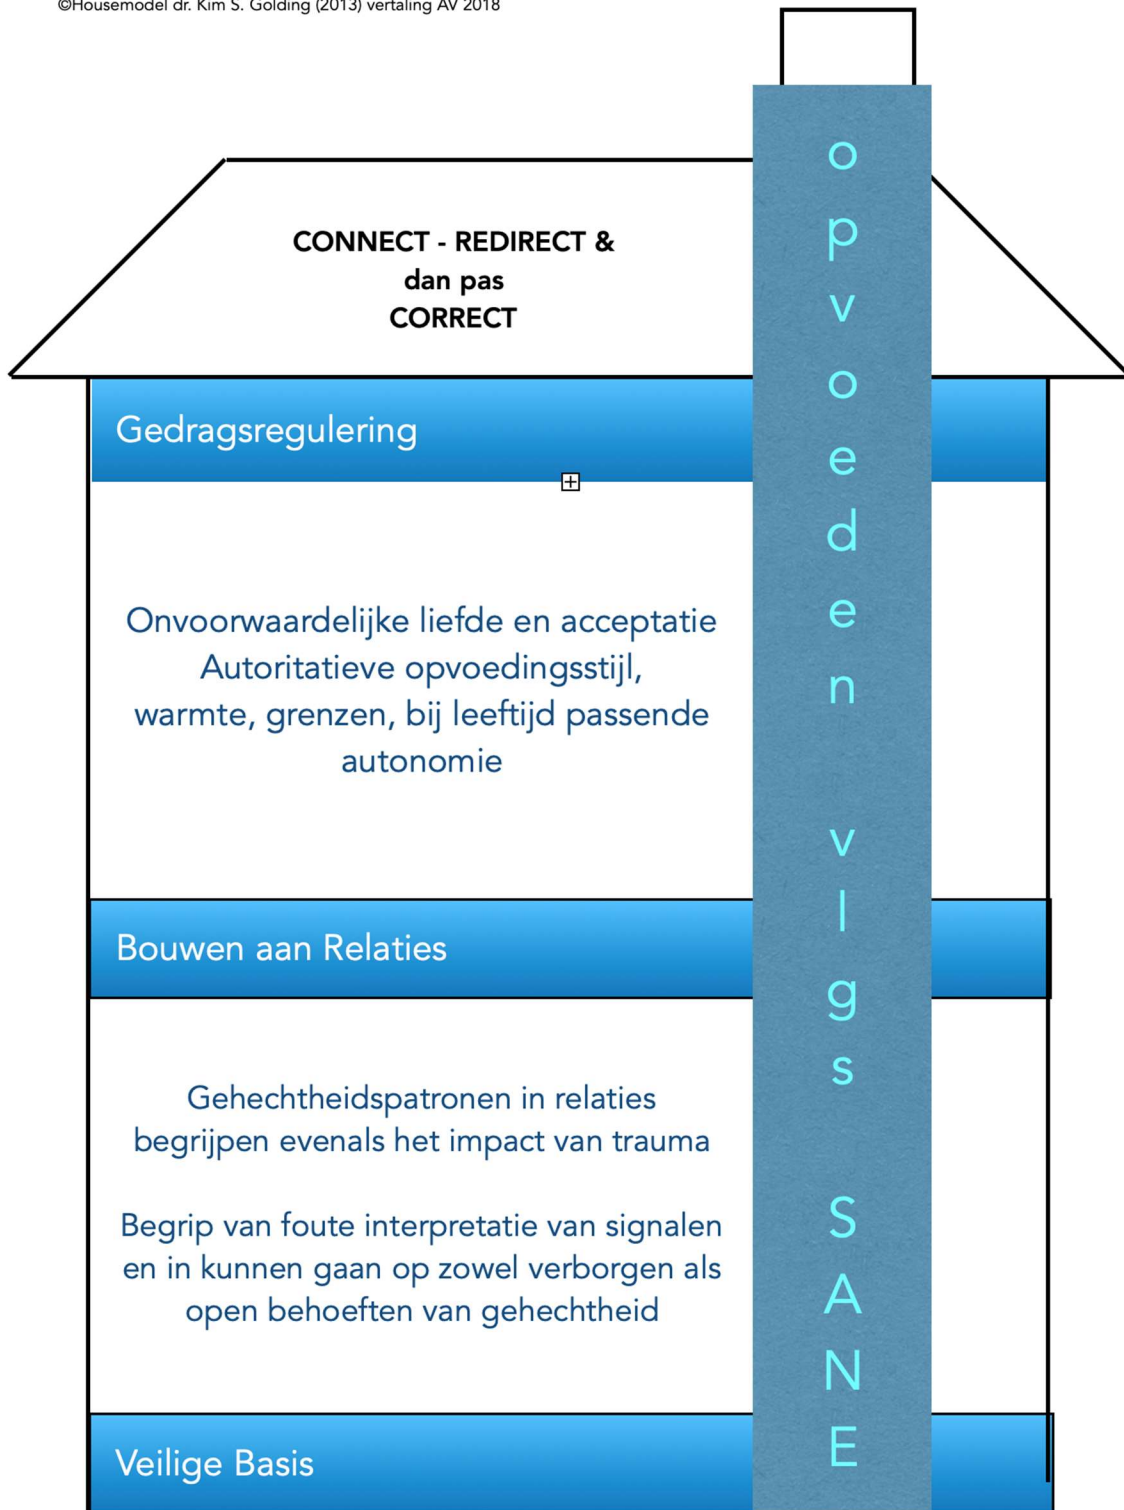 ©Housemodel dr. Kim S. Golding (2013) vertaling AV 2018
CONNECT - REDIRECT &
dan pas
CORRECT
Gedragsregulering
Onvoorwaardelijke liefde en acceptatie
Autoritatieve opvoedingsstijl,
warmte, grenzen, bij leeftijd passende
autonomie
Bouwen aan Relaties
Gehechtheidspatronen in relaties
begrijpen evenals het impact van trauma
Begrip van foute interpretatie van signalen
en in kunnen gaan op zowel verborgen als
open behoeften van gehechtheid
Veilige Basis
opvoeden vlgs SANE